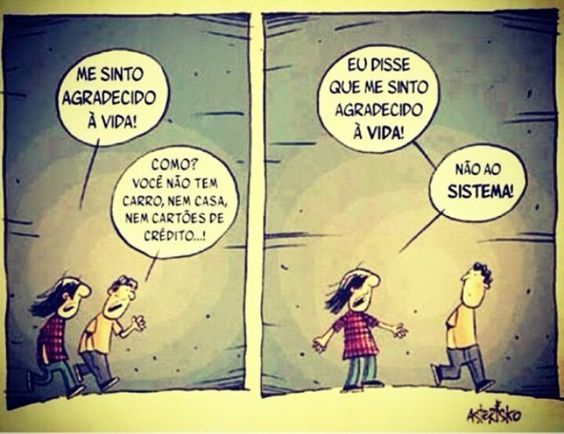 ME SINTO
AGRADECIDO
À VIDA!
COMO?
VOCÊ NÃO TEM
CARRO, NEM CASA,
NEM CARTÕES DE
CRÉDITO...!
EU DISSE
QUE ME SINTO
AGRADECIDO
À VIDA!
NÃO AO
SISTEMA!
ASTERISKO